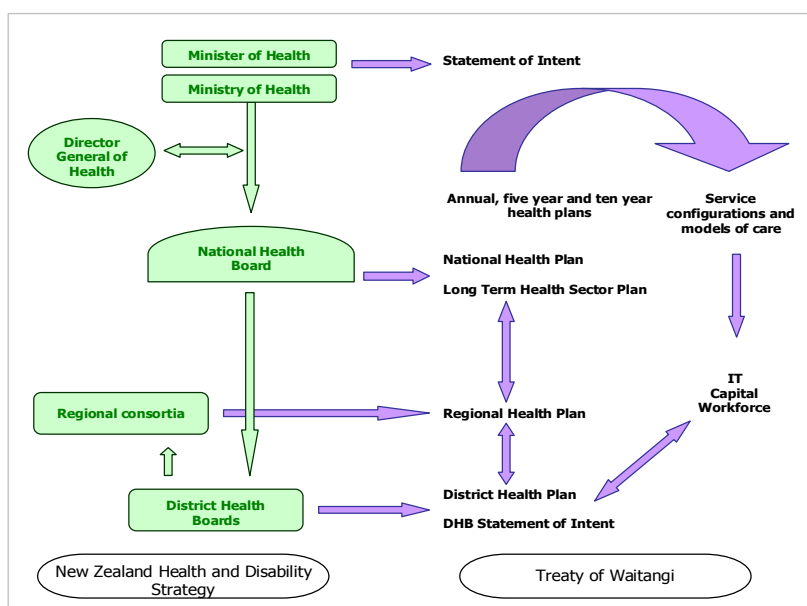 Minister of Health
Statement of Intent
Ministry of Health
Director
General of
Health
Annual, five year and ten year
health plans
Service
configurations and
models of care
National Health
Board
National Health Plan
Long Term Health Sector Plan
IT
Capital
Workforce
Regional consortia
Regional Health Plan
District Health
Boards
District Health Plan
DHB Statement of Intent
New Zealand Health and Disability
Strategy
Treaty of Waitangi